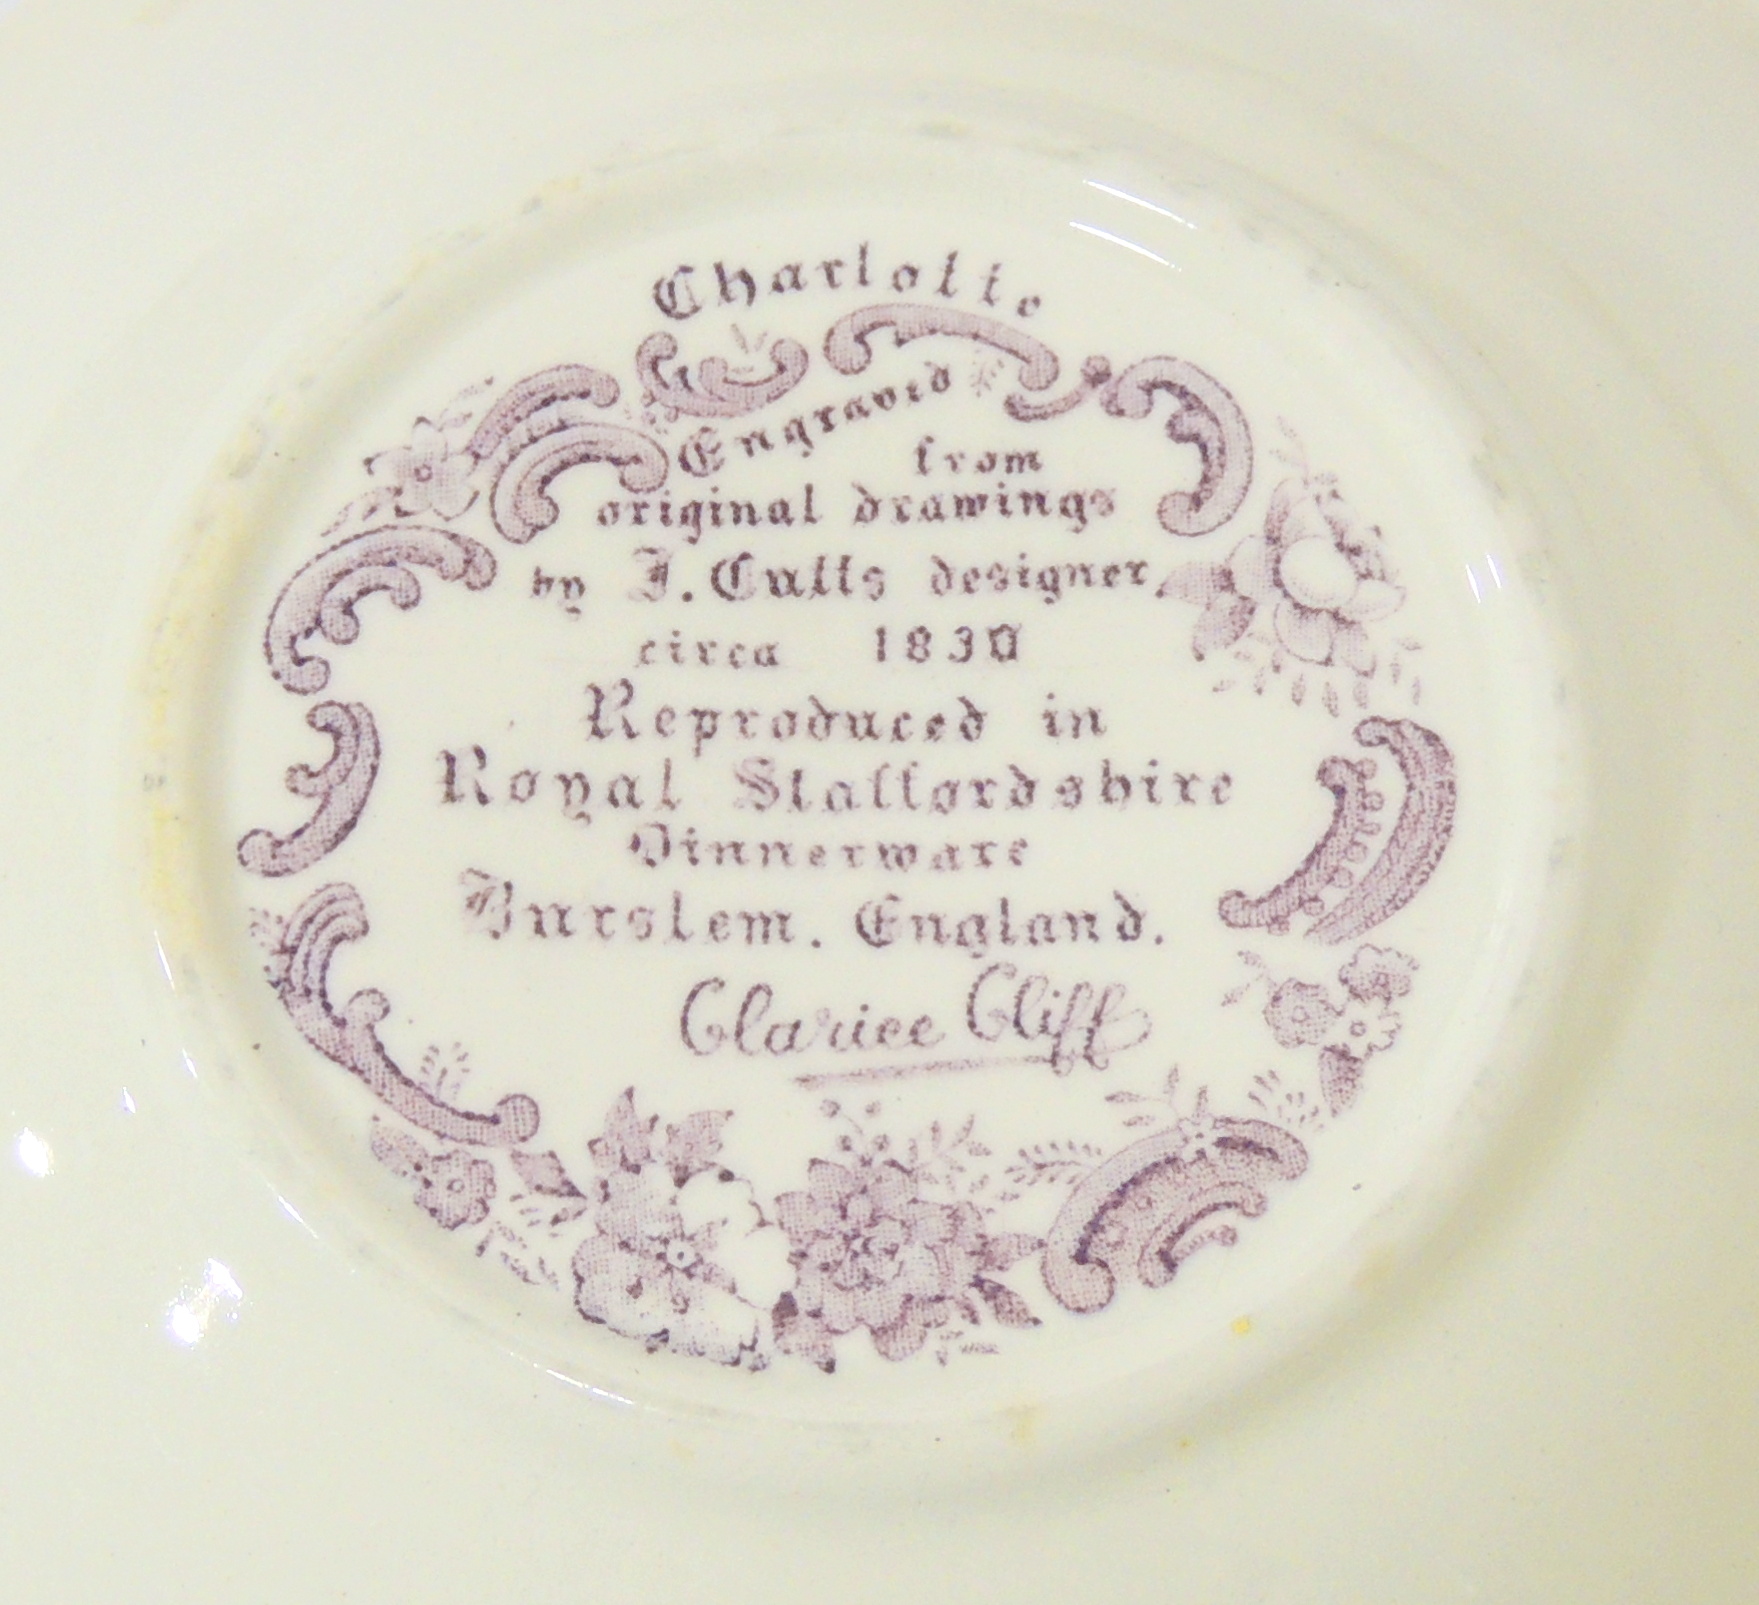 Charlotte
Engraved
from
original drawings
by J. Cutts designer,
circa 1830
Reproduced in
Royal Staffordshire
Dinnerware
Burslem. England.
Clarice Cliff